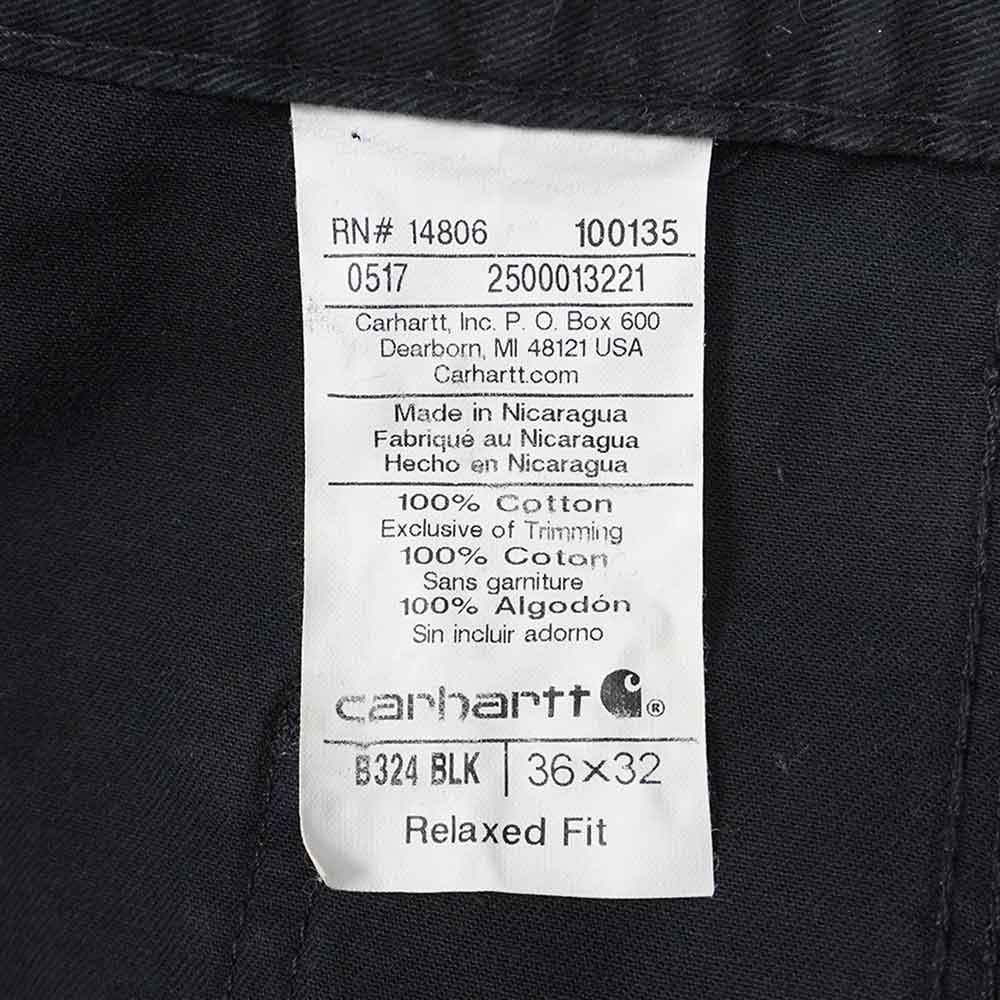 RN# 14806 100135
0517 2500013221
Carhartt, Inc. P. O. Box 600
Dearborn, MI 48121 USA
Carhartt.com
Made in Nicaragua
Fabriqué au Nicaragua
Hecho en Nicaragua
100% Cotton
Exclusive of Trimming
100% Coton
Sans garniture
100% Algodón
Sin incluir adorno
carhartt ®
B324 BLK | 36×32
Relaxed Fit